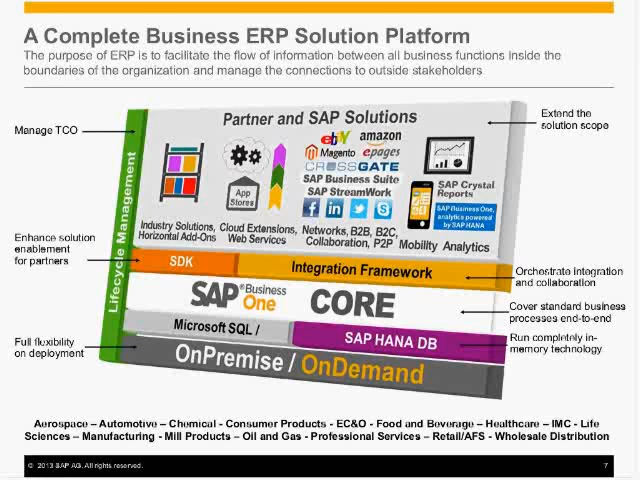 A Complete Business ERP Solution Platform
The purpose of ERP is to facilitate the flow of information between all business functions inside the
boundaries of the organization and manage the connections to outside stakeholders
Manage TCO
Enhance solution
enablement
for partners
Full flexibility
on deployment
Lifecycle Management
Partner and SAP Solutions
ebY
amazon
Magento
epages
CROSSGATE
SAP Business Suite
SAP StreamWork
App
Stores
SAP Crystal
Reports
SAP Business One,
analytics powered
by SAP HANA
Industry Solutions,
Horizontal Add-Ons
Cloud Extensions,
Web Services
Networks, B2B, B2C,
Collaboration, P2P
Mobility Analytics
SDK
Integration Framework
SAP® Business
One
CORE
Microsoft SQL /
SAP HANA DB
OnPremise / OnDemand
Extend the
solution scope
Orchestrate integration
and collaboration
Cover standard business
processes end-to-end
Run completely in-
memory technology
Aerospace – Automotive – Chemical - Consumer Products - EC&O - Food and Beverage – Healthcare – IMC - Life
Sciences – Manufacturing - Mill Products – Oil and Gas - Professional Services – Retail/AFS - Wholesale Distribution
© 2013 SAP AG. All rights reserved.
7